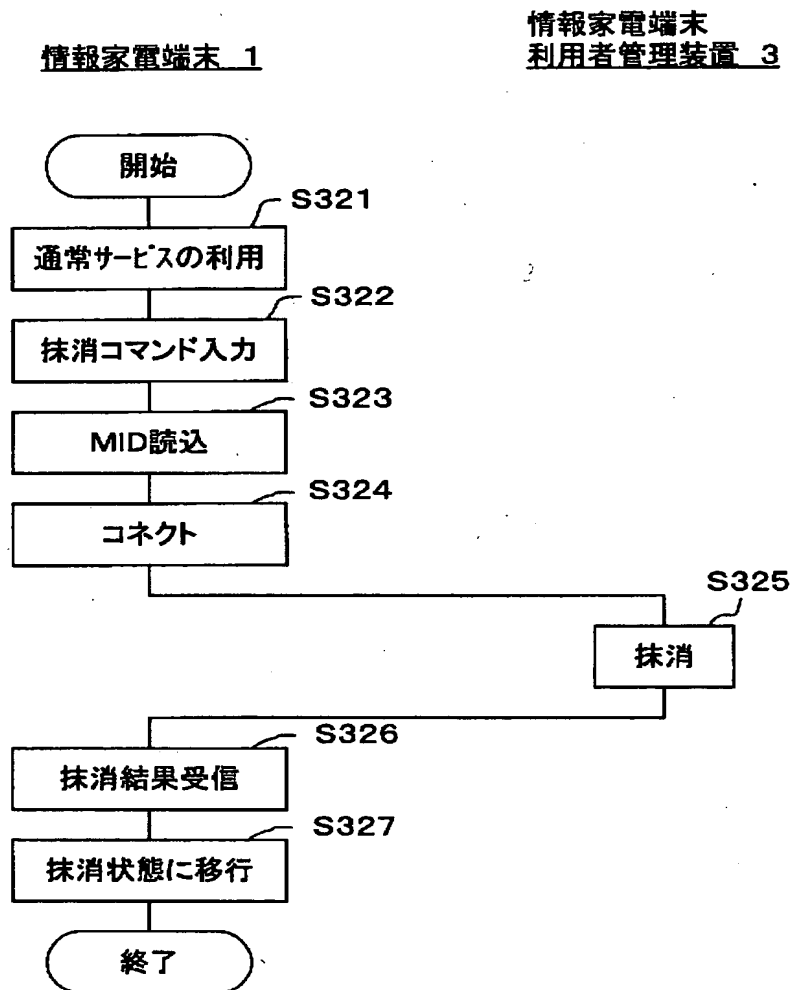 情報家電端末 1
情報家電端末
利用者管理装置 3
開始
S321
通常サービスの利用
S322
抹消コマンド入力
S323
MID読込
S324
コネクト
S325
抹消
S326
抹消結果受信
S327
抹消状態に移行
終了